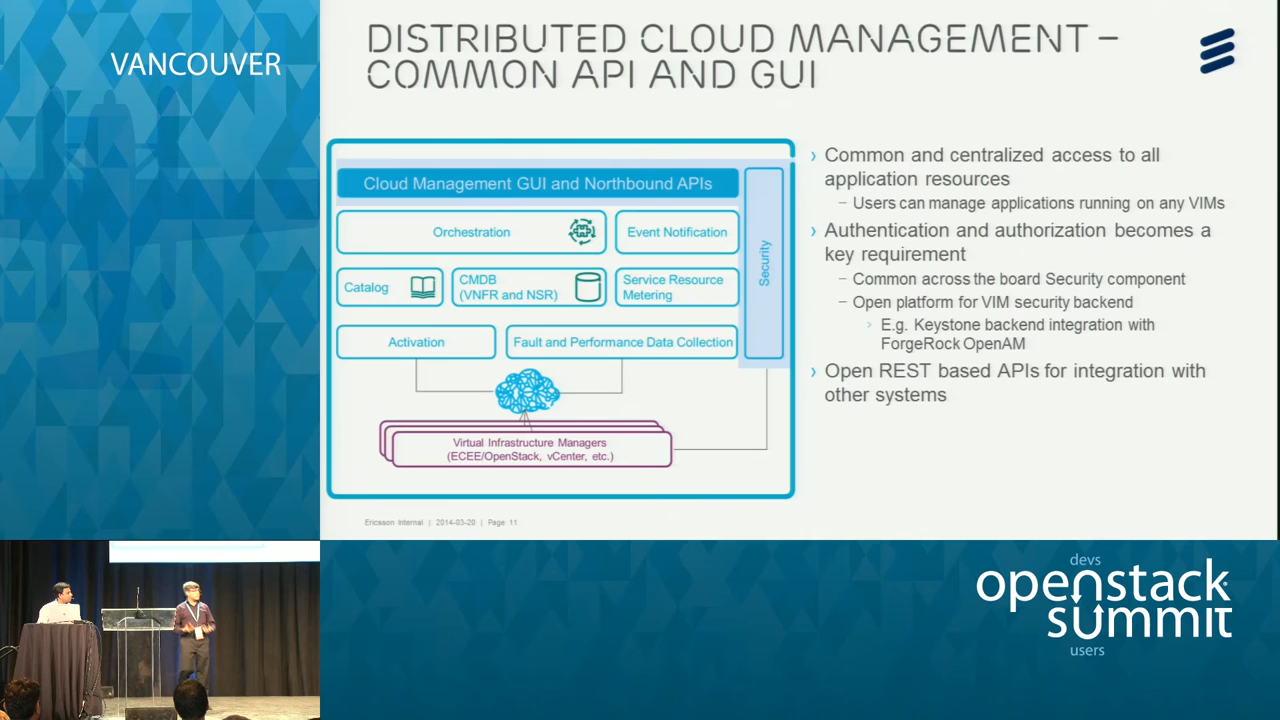 VANCOUVER
DISTRIBUTED CLOUD MANAGEMENT –
COMMON API AND GUI
Cloud Management GUI and Northbound APIs
Orchestration
Event Notification
Catalog
CMDB
(VNFR and NSR)
Service Resource
Metering
Activation
Fault and Performance Data Collection
Security
Virtual Infrastructure Managers
(ECEE/OpenStack, vCenter, etc.)
Ericsson Internal | 2014-03-20 | Page 11
› Common and centralized access to all
application resources
– Users can manage applications running on any VIMs
› Authentication and authorization becomes a
key requirement
– Common across the board Security component
– Open platform for VIM security backend
› E.g. Keystone backend integration with
ForgeRock OpenAM
› Open REST based APIs for integration with
other systems
devs
openstack
summit
users